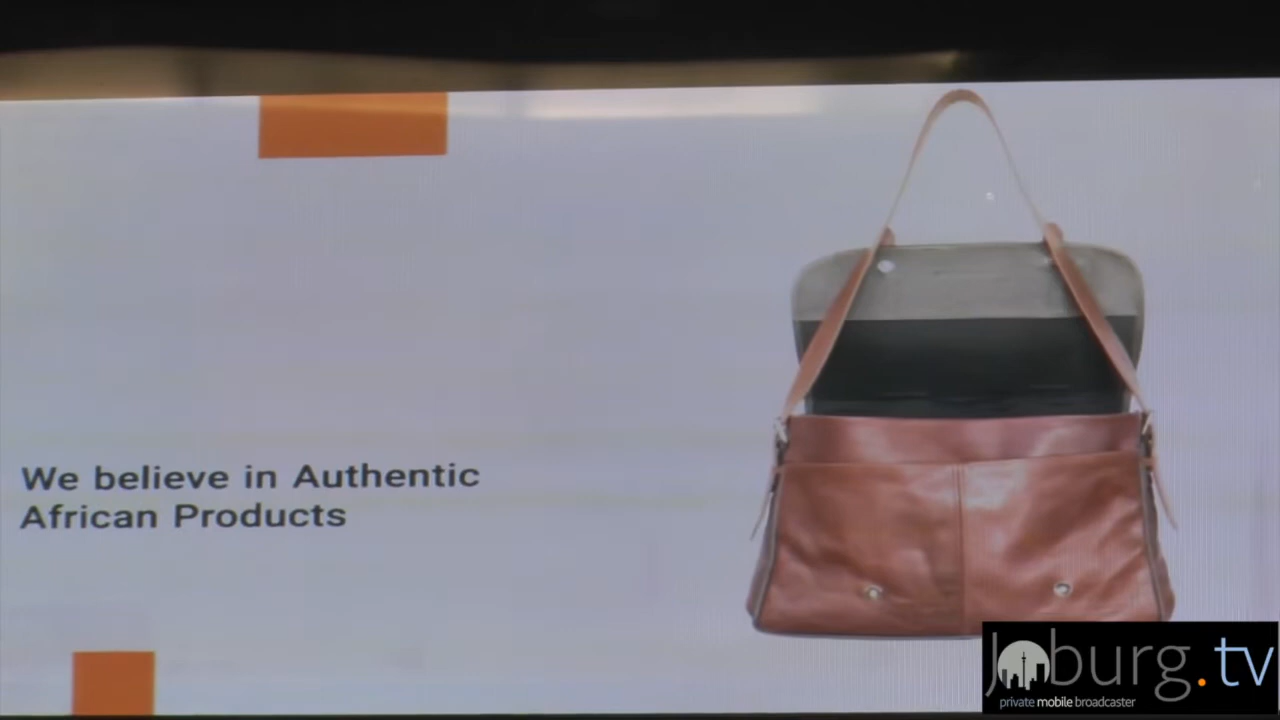 We believe in Authentic
African Products
Joburg.tv
private mobile broadcaster